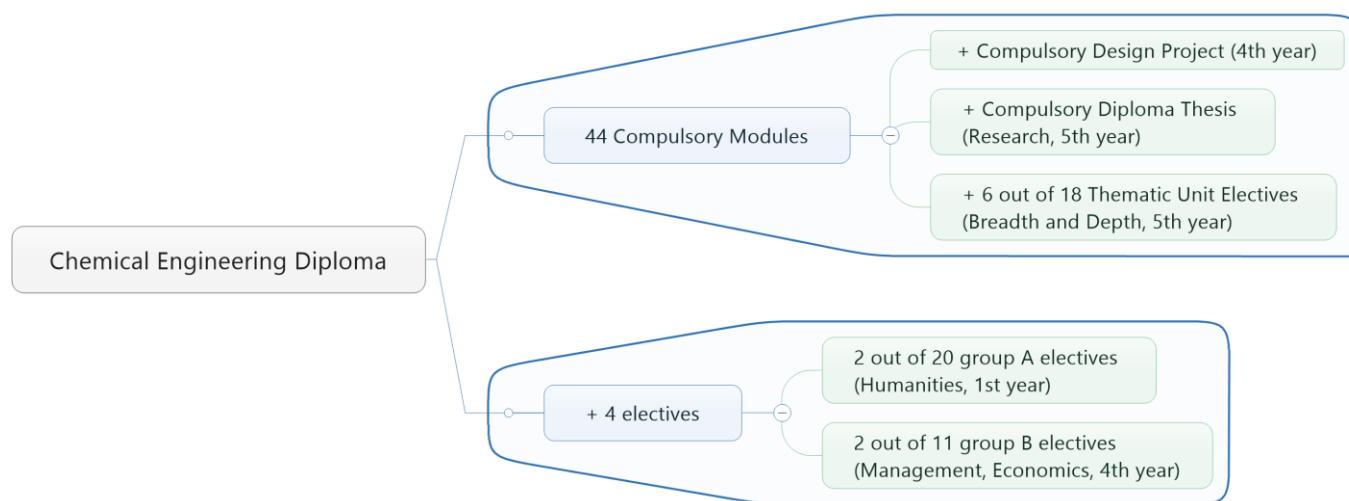 Chemical Engineering Diploma
44 Compulsory Modules
+ Compulsory Design Project (4th year)
+ Compulsory Diploma Thesis
(Research, 5th year)
+ 6 out of 18 Thematic Unit Electives
(Breadth and Depth, 5th year)
+ 4 electives
2 out of 20 group A electives
(Humanities, 1st year)
2 out of 11 group B electives
(Management, Economics, 4th year)